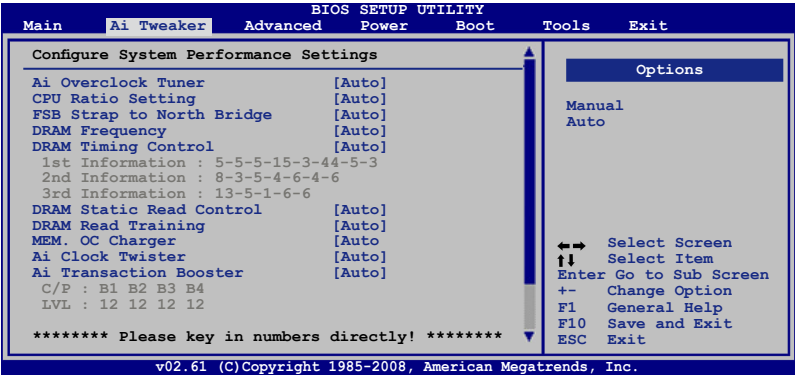 BIOS SETUP UTILITY
Main Ai Tweaker Advanced Power Boot Tools Exit
Configure System Performance Settings
Ai Overclock Tuner [Auto]
CPU Ratio Setting [Auto]
FSB Strap to North Bridge [Auto]
DRAM Frequency [Auto]
DRAM Timing Control [Auto]
1st Information : 5-5-5-15-3-44-5-3
2nd Information : 8-3-5-4-6-4-6
3rd Information : 13-5-1-6-6
DRAM Static Read Control [Auto]
DRAM Read Training [Auto]
MEM. OC Charger [Auto
Ai Clock Twister [Auto]
Ai Transaction Booster [Auto]
C/P : B1 B2 B3 B4
LVL : 12 12 12 12
******** Please key in numbers directly! ********
Options
Manual
Auto
←→ Select Screen
↑↓ Select Item
Enter Go to Sub Screen
+- Change Option
F1 General Help
F10 Save and Exit
ESC Exit
v02.61 (C)Copyright 1985-2008, American Megatrends, Inc.